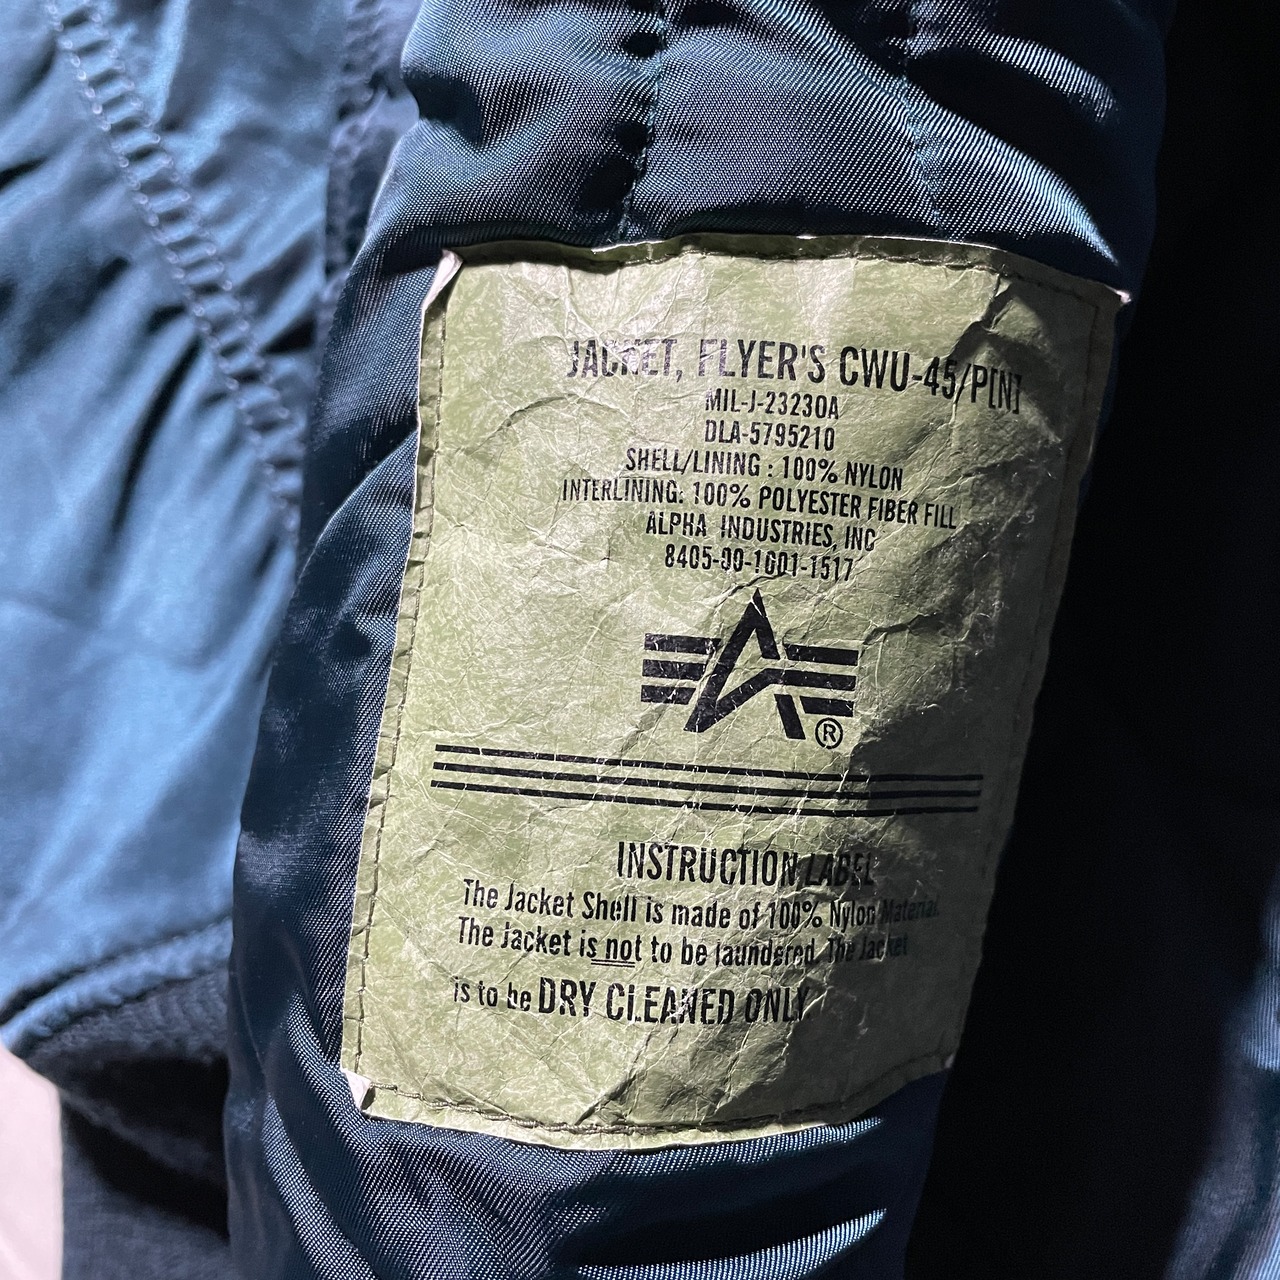 JACKET, FLYER'S CWU-45/P[N]
MIL-J-23230A
DLA-5795210
SHELL/LINING : 100% NYLON
INTERLINING: 100% POLYESTER FIBER FILL
ALPHA INDUSTRIES, INC
8405-00-1001-1517
®
INSTRUCTION LABEL
The Jacket Shell is made of 100% Nylon Material.
The Jacket is not to be laundered. The Jacket
is to be DRY CLEANED ONLY